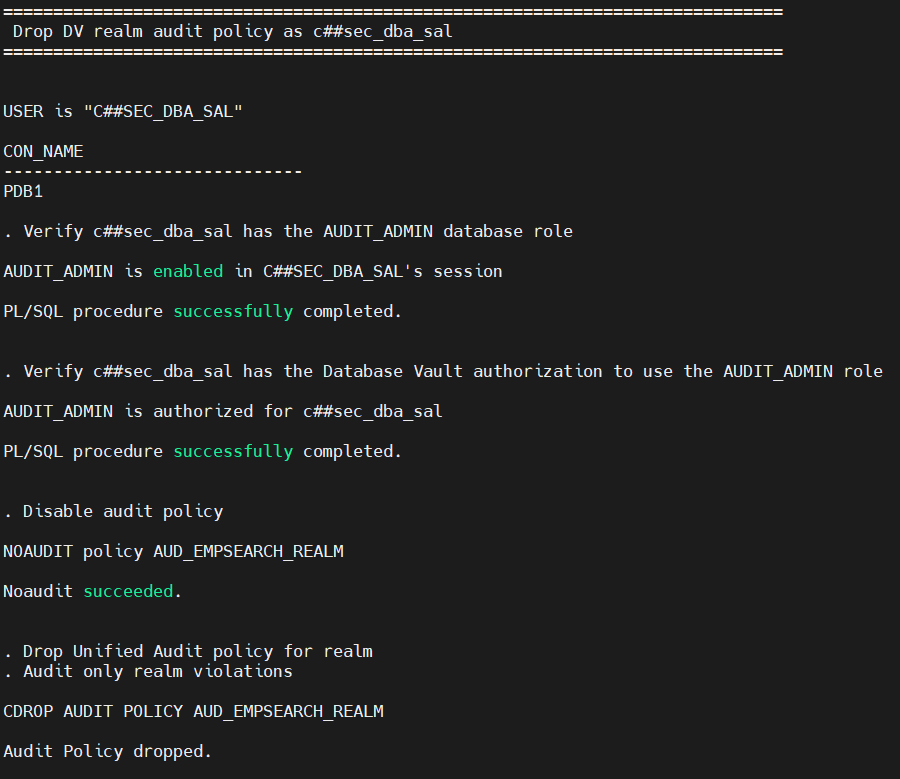 ==============================================================================
 Drop DV realm audit policy as c##sec_dba_sal
==============================================================================
USER is "C##SEC_DBA_SAL"
CON_NAME
------------------------------
PDB1
. Verify c##sec_dba_sal has the AUDIT_ADMIN database role
AUDIT_ADMIN is enabled in C##SEC_DBA_SAL's session
PL/SQL procedure successfully completed.
. Verify c##sec_dba_sal has the Database Vault authorization to use the AUDIT_ADMIN role
AUDIT_ADMIN is authorized for c##sec_dba_sal
PL/SQL procedure successfully completed.
. Disable audit policy
NOAUDIT policy AUD_EMPSEARCH_REALM
Noaudit succeeded.
. Drop Unified Audit policy for realm
. Audit only realm violations
CDROP AUDIT POLICY AUD_EMPSEARCH_REALM
Audit Policy dropped.